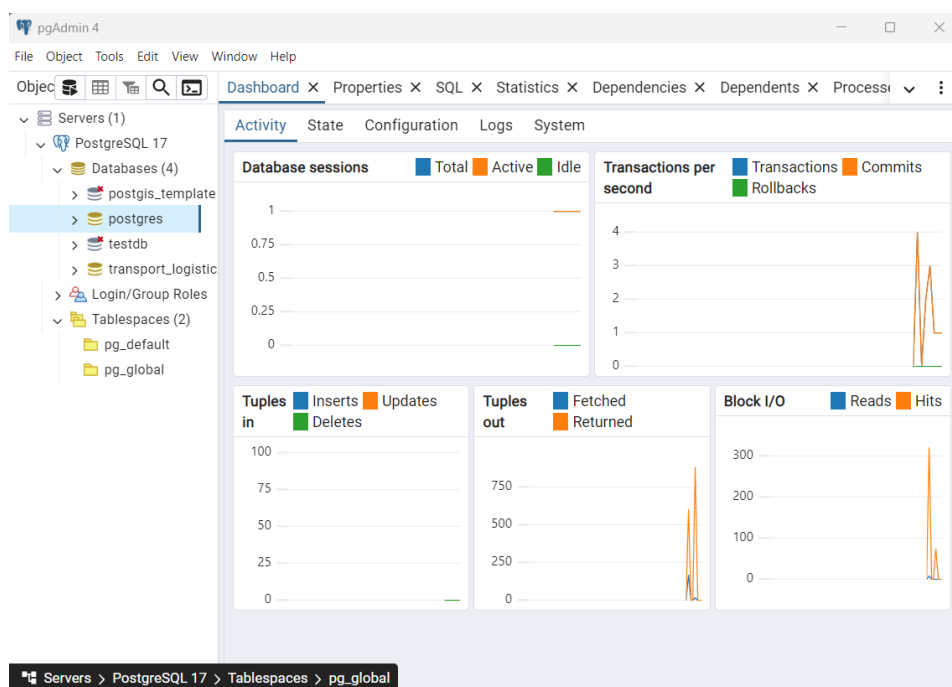 pgAdmin 4
File Object Tools Edit View Window Help
Objec
Dashboard Properties SQL Statistics Dependencies Dependents Process
Servers (1)
PostgreSQL 17
Databases (4)
postgis_template
postgres
testdb
transport_logistic
Login/Group Roles
Tablespaces (2)
pg_default
pg_global
Activity State Configuration Logs System
Database sessions Total Active Idle
1
0.75
0.5
0.25
0
Transactions per second Transactions Commits Rollbacks
4
3
2
1
0
Tuples in Inserts Updates Deletes
100
75
50
25
0
Tuples out Fetched Returned
750
500
250
0
Block I/O Reads Hits
300
200
100
0
Servers > PostgreSQL 17 > Tablespaces > pg_global